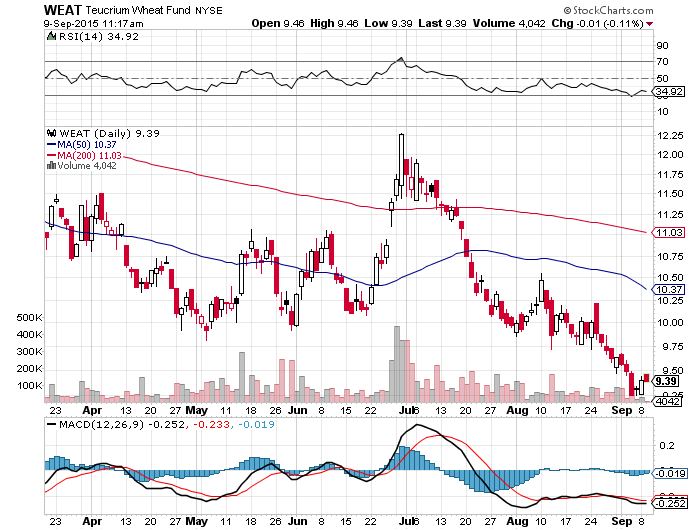 WEAT Teucrium Wheat Fund NYSE © StockCharts.com
9-Sep-2015 11:17am Open 9.46 High 9.46 Low 9.39 Last 9.39 Volume 4,042 Chg -0.01 (-0.11%)
RSI(14) 34.92
90
70
50
34.92
30
10
WEAT (Daily) 9.39
MA(50) 10.37
MA(200) 11.03
Volume 4,042
12.25
12.00
11.75
11.50
11.25
11.03
10.75
10.50
10.37
10.25
10.00
9.75
9.50
9.39
9.25
4042
500K
400K
300K
200K
100K
23 Apr 6 13 20 27 May 11 18 26 Jun 8 15 22 Jul 6 13 20 27 Aug 10 17 24 Sep 8
MACD(12,26,9) -0.252, -0.233, -0.019
0.2
-0.019
-0.252
23 Apr 6 13 20 27 May 11 18 26 Jun 8 15 22 Jul 6 13 20 27 Aug 10 17 24 Sep 8